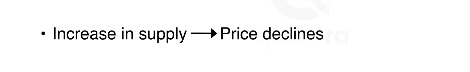 • Increase in supply ⟶ Price declines